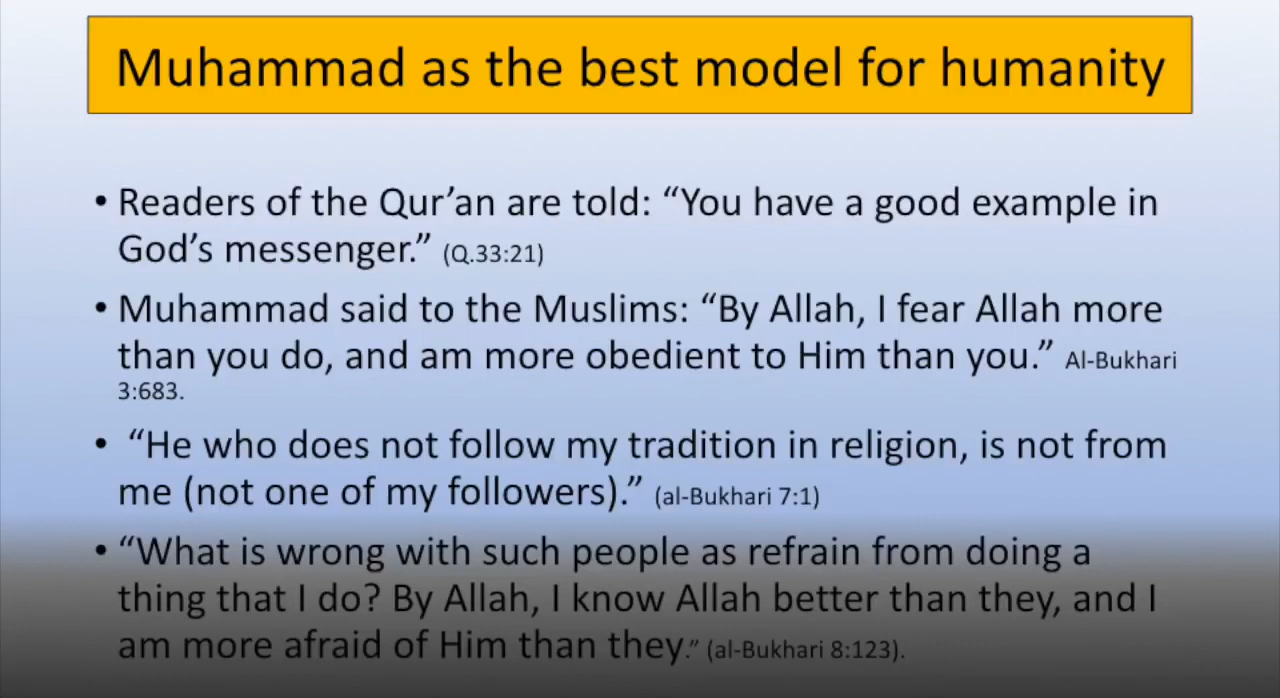 Muhammad as the best model for humanity
• Readers of the Qur’an are told: “You have a good example in
God’s messenger.” (Q.33:21)
• Muhammad said to the Muslims: “By Allah, I fear Allah more
than you do, and am more obedient to Him than you.” Al-Bukhari
3:683.
• “He who does not follow my tradition in religion, is not from
me (not one of my followers).” (al-Bukhari 7:1)
• “What is wrong with such people as refrain from doing a
thing that I do? By Allah, I know Allah better than they, and I
am more afraid of Him than they.” (al-Bukhari 8:123).